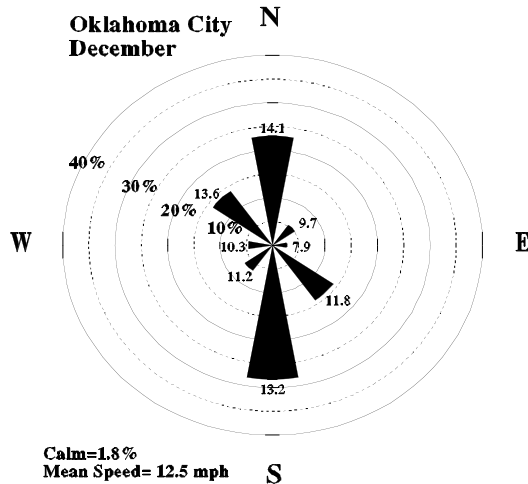 Oklahoma City
December
N
14.1
40%
30%
13.6
20%
10%
9.7
W
10.3
7.9
E
11.2
11.8
13.2
Calm=1.8%
Mean Speed= 12.5 mph
S